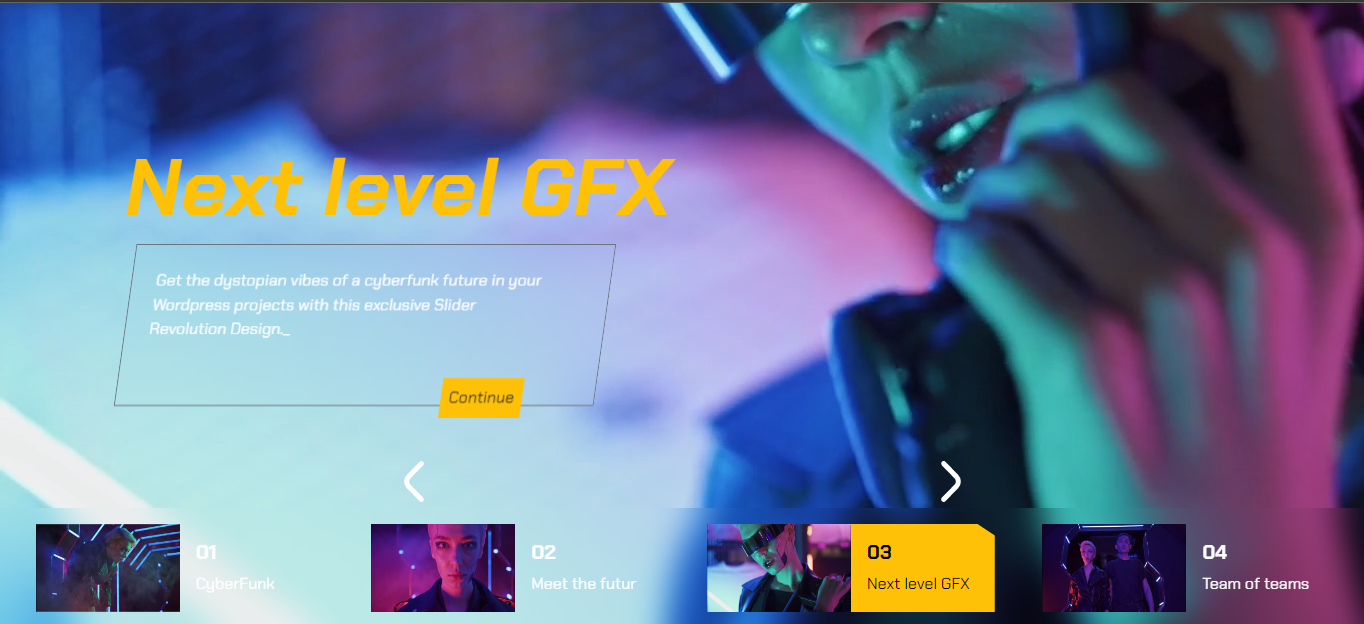 Next level GFX
Get the dystopian vibes of a cyberfunk future in your
Wordpress projects with this exclusive Slider
Revolution Design._
Continue
01
CyberFunk
02
Meet the futur
03
Next level GFX
04
Team of teams